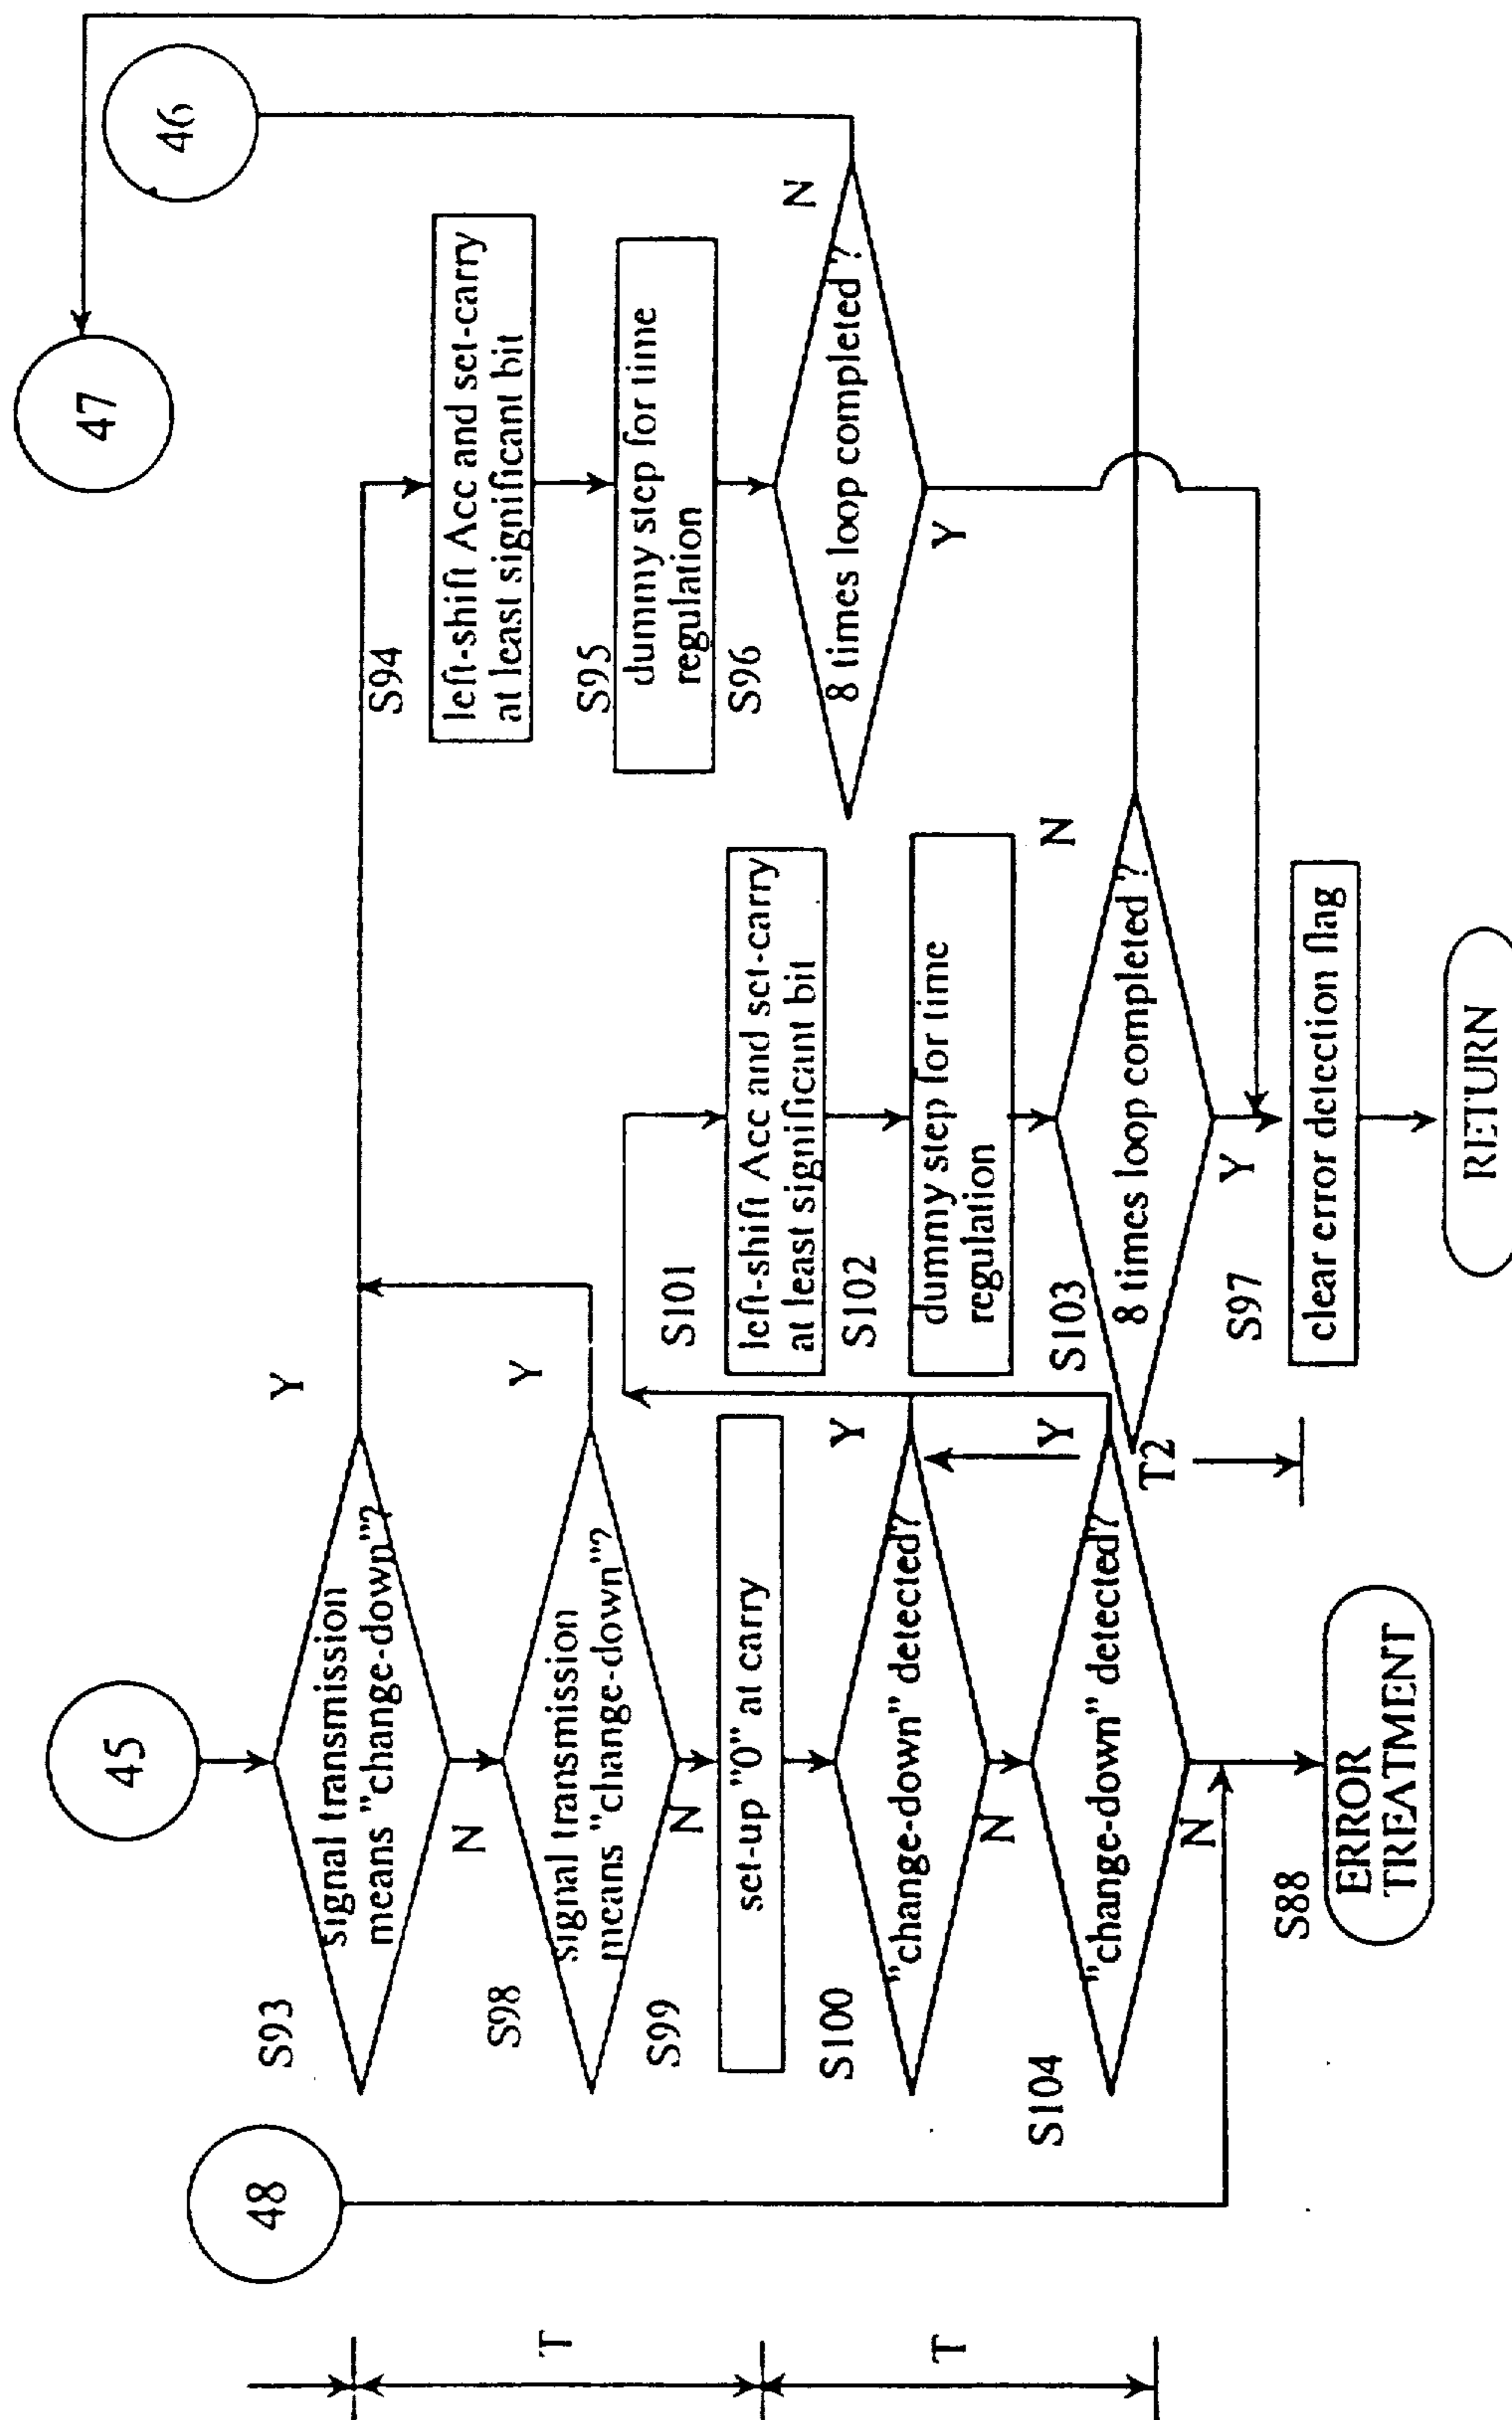 48
45
47
46
S93
signal transmission
means "change-down"?
Y
N
S98
signal transmission
means "change-down"?
Y
N
S99
set-up "0" at carry
S100
"change-down" detected?
Y
N
S104
"change-down" detected?
Y
N
S88
ERROR
TREATMENT
T
T
S94
left-shift Acc and set-carry
at least significant bit
S95
dummy step for time
regulation
S96
8 times loop completed ?
N
Y
S101
left-shift Acc and set-carry
at least significant bit
S102
dummy step for time
regulation
S103
8 times loop completed ?
N
Y
T2
S97
clear error detection flag
RETURN